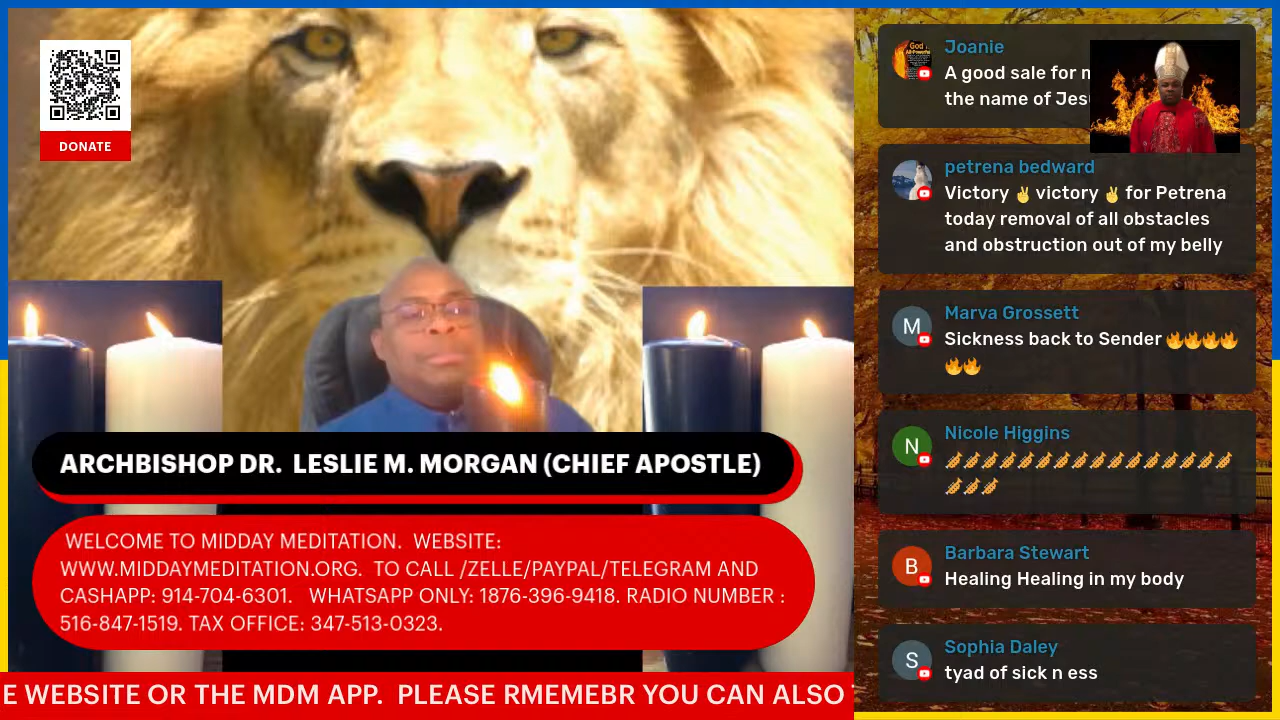 DONATE
ARCHBISHOP DR. LESLIE M. MORGAN (CHIEF APOSTLE)
WELCOME TO MIDDAY MEDITATION. WEBSITE:
WWW.MIDDAYMEDITATION.ORG. TO CALL /ZELLE/PAYPAL/TELEGRAM AND
CASHAPP: 914-704-6301. WHATSAPP ONLY: 1876-396-9418. RADIO NUMBER :
516-847-1519. TAX OFFICE: 347-513-0323.
E WEBSITE OR THE MDM APP. PLEASE RMEMEBR YOU CAN ALSO
Joanie
A good sale for
the name of
petrena bedward
Victory ✌ victory ✌ for Petrena
today removal of all obstacles
and obstruction out of my belly
M
Marva Grossett
Sickness back to Sender 🔥🔥🔥🔥
🔥🔥
N
Nicole Higgins
🎺🎺🎺🎺🎺🎺🎺🎺🎺🎺🎺🎺🎺🎺🎺🎺
🎺🎺🎺
B
Barbara Stewart
Healing Healing in my body
S
Sophia Daley
tyad of sick n ess